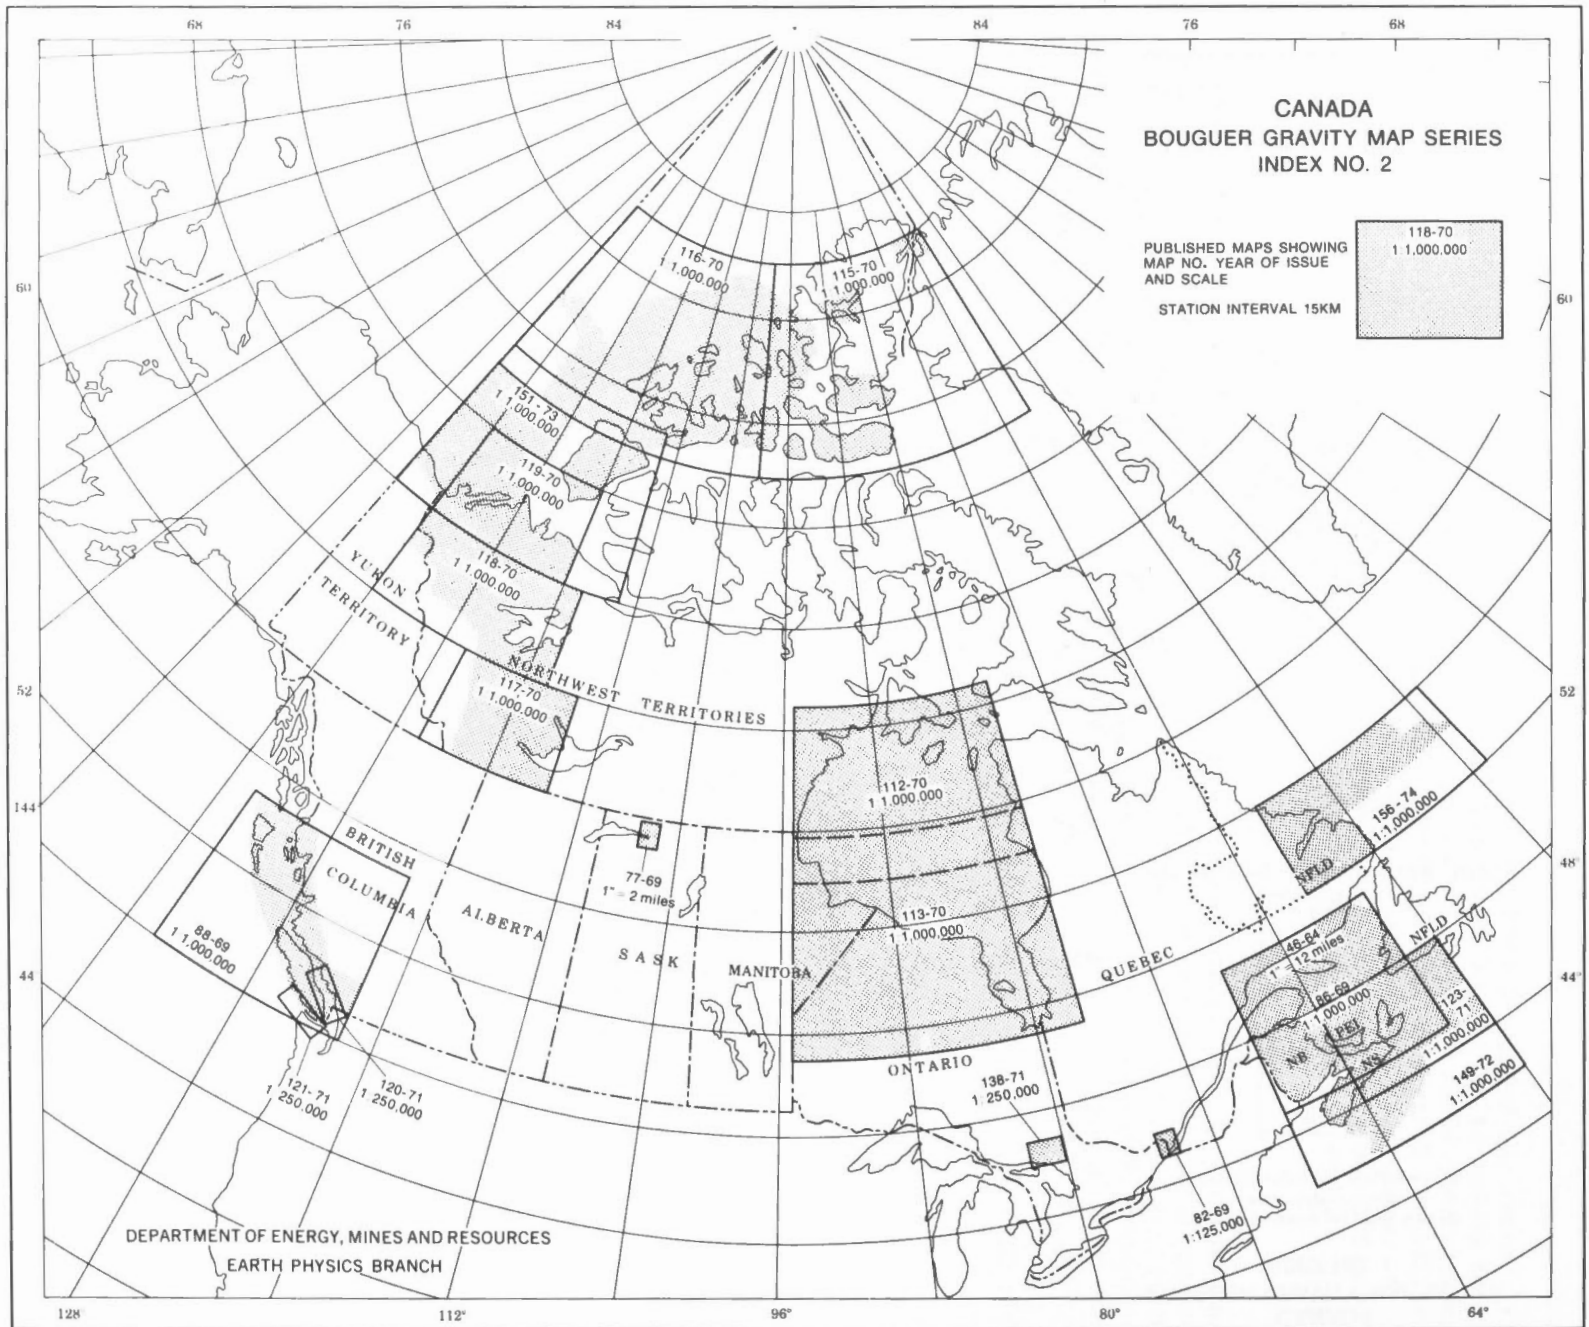 68
76
84
84
76
68
CANADA
BOUGUER GRAVITY MAP SERIES
INDEX NO. 2
118-70
1:1,000,000
PUBLISHED MAPS SHOWING
MAP NO. YEAR OF ISSUE
AND SCALE
STATION INTERVAL 15KM
60
60
116-70
1:1,000,000
115-70
1:1,000,000
151-73
1:1,000,000
119-70
1:1,000,000
118-70
1:1,000,000
YUKON
TERRITORY
NORTHWEST TERRITORIES
117-70
1:1,000,000
52
52
112-70
1:1,000,000
156-74
1:1,000,000
144
48°
BRITISH
COLUMBIA
ALBERTA
77-69
1" = 2 miles
SASK
MANITOBA
113-70
1:1,000,000
QUEBEC
NFLD
NFLD
88-69
1:1,000,000
46-64
1" = 12 miles
86-69
1:1,000,000
PEI
NB
NS
123-
71
1:1,000,000
149-72
1:1,000,000
44
44°
ONTARIO
138-71
1:250,000
121-71
1:250,000
120-71
1:250,000
82-69
1:125,000
DEPARTMENT OF ENERGY, MINES AND RESOURCES
EARTH PHYSICS BRANCH
128
112°
96°
80°
64°